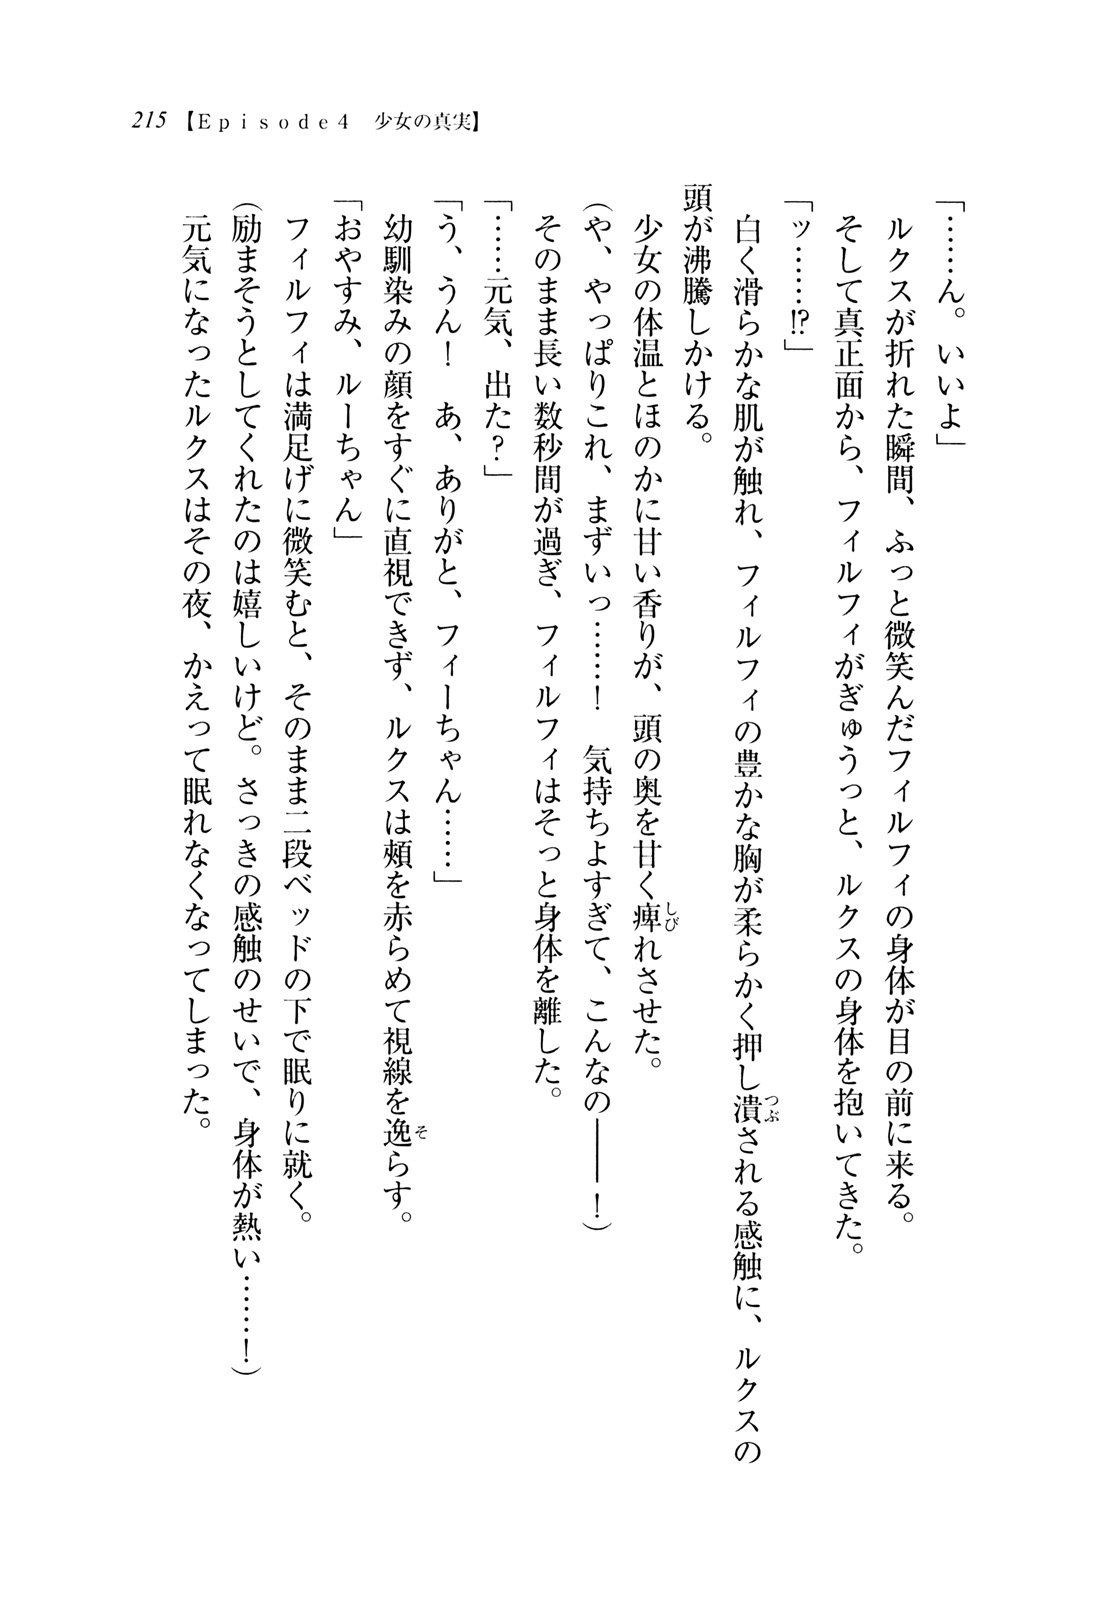 215 【Ｅｐｉｓｏｄｅ４　少女の真実】
「……ん。いいよ」
　ルクスが折れた瞬間、ふっと微笑んだフィルフィの身体が目の前に来る。
　そして真正面から、フィルフィがぎゅうっと、ルクスの身体を抱いてきた。
「ッ……!?」
　白く滑らかな肌が触れ、フィルフィの豊かな胸が柔らかく押し潰される感触に、ルクスの
頭が沸騰しかける。
　少女の体温とほのかに甘い香りが、頭の奥を甘く痺れさせた。
（や、やっぱりこれ、まずいっ……！　気持ちよすぎて、こんなの――！）
　そのまま長い数秒間が過ぎ、フィルフィはそっと身体を離した。
「……元気、出た？」
「う、うん！　あ、ありがと、フィーちゃん……」
　幼馴染みの顔をすぐに直視できず、ルクスは頬を赤らめて視線を逸らす。
「おやすみ、ルーちゃん」
　フィルフィは満足げに微笑むと、そのまま二段ベッドの下で眠りに就く。
（励まそうとしてくれたのは嬉しいけど。さっきの感触のせいで、身体が熱い……！）
　元気になったルクスはその夜、かえって眠れなくなってしまった。